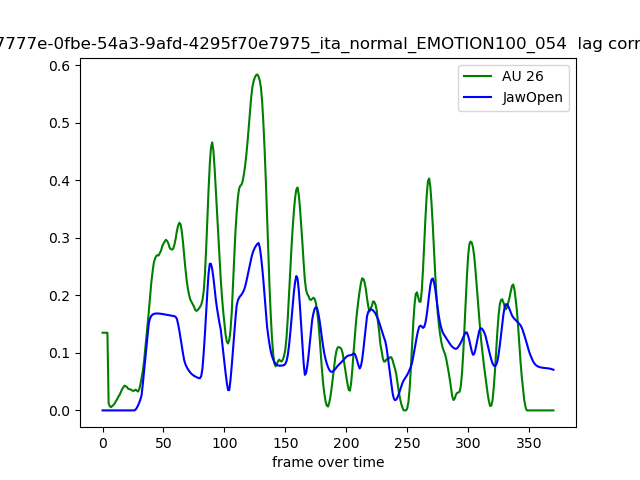 7777e-0fbe-54a3-9afd-4295f70e7975_ita_normal_EMOTION100_054 lag corr
AU 26
JawOpen
0.6
0.5
0.4
0.3
0.2
0.1
0.0
0 50 100 150 200 250 300 350
frame over time